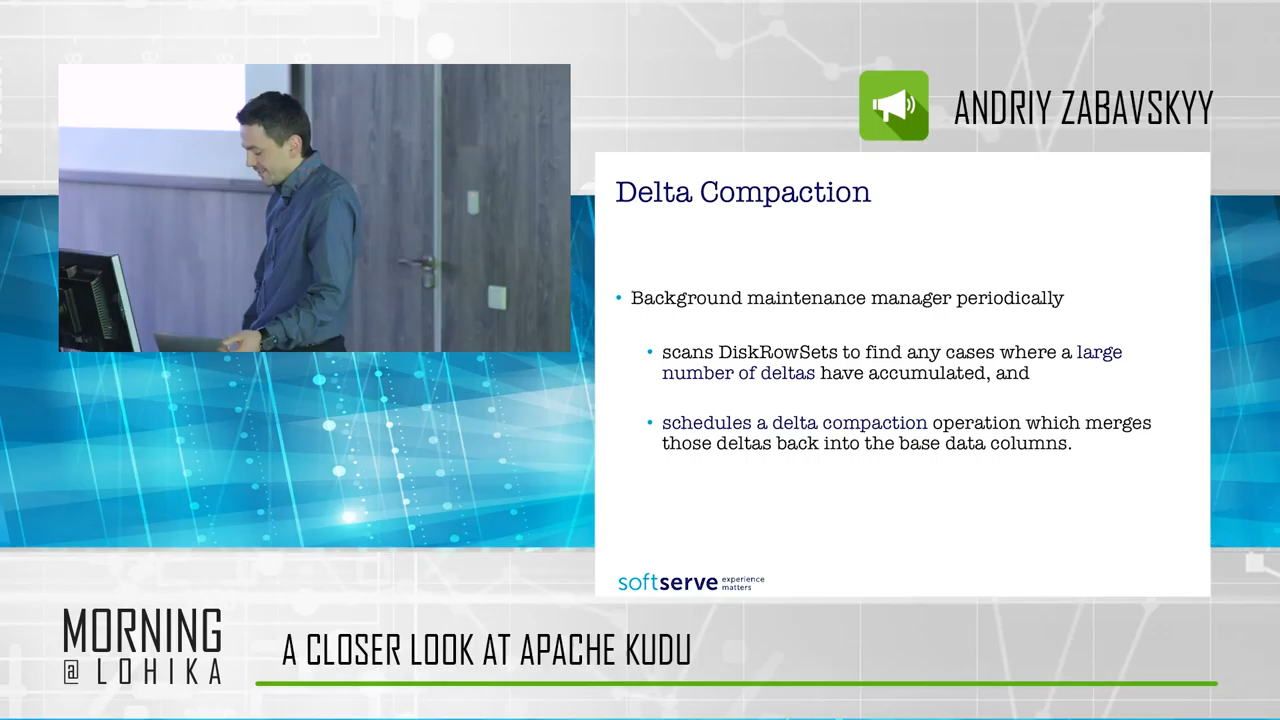 ANDRIY ZABAVSKYY
Delta Compaction
• Background maintenance manager periodically
• scans DiskRowSets to find any cases where a large
number of deltas have accumulated, and
• schedules a delta compaction operation which merges
those deltas back into the base data columns.
softserve experience
matters
MORNING
@ LOHIKA
A CLOSER LOOK AT APACHE KUDU